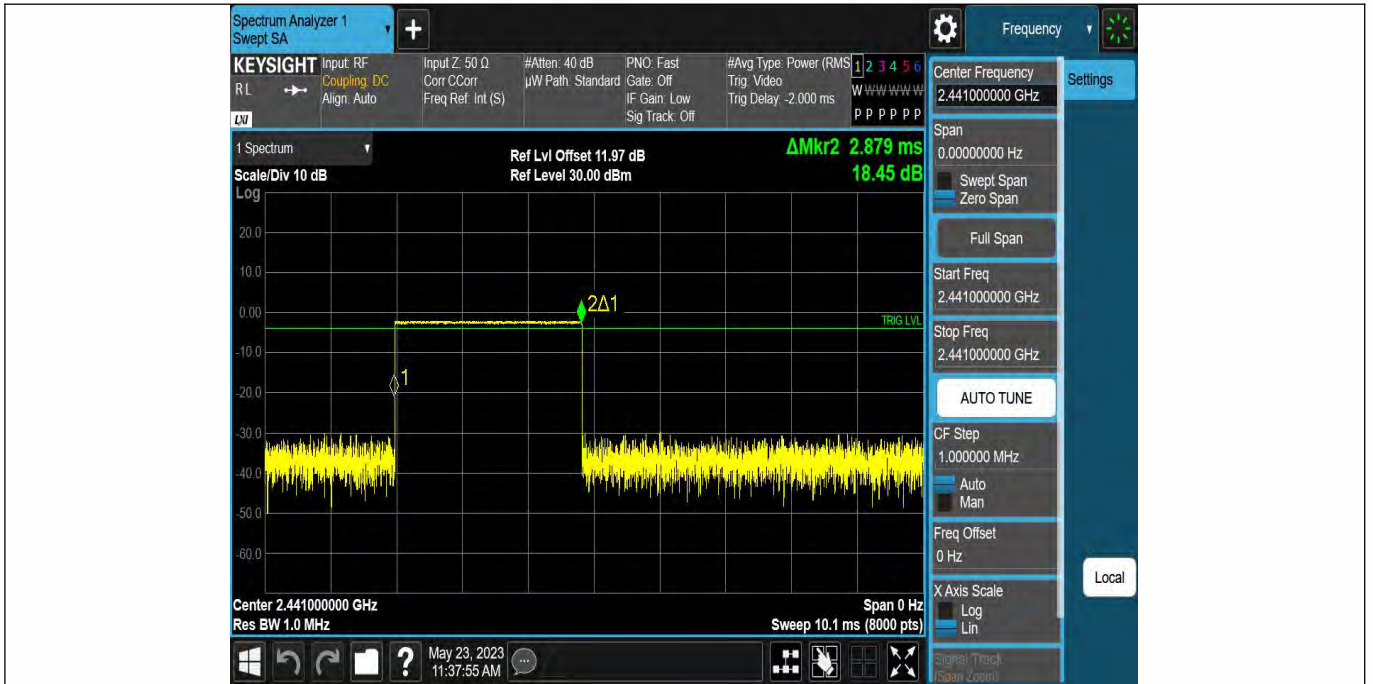 Spectrum Analyzer 1
Swept SA
+
Frequency
KEYSIGHT
RL
LXI
Input: RF
Coupling: DC
Align: Auto
Input Z: 50 Ω
Corr CCorr
Freq Ref: Int (S)
#Atten: 40 dB
µW Path: Standard
PNO: Fast
Gate: Off
IF Gain: Low
Sig Track: Off
#Avg Type: Power (RMS
Trig: Video
Trig Delay: -2.000 ms
1 2 3 4 5 6
W W W W W W
P P P P P P
1 Spectrum
Scale/Div 10 dB
Ref Lvl Offset 11.97 dB
Ref Level 30.00 dBm
ΔMkr2 2.879 ms
18.45 dB
Log
20.0
10.0
0.00
-10.0
-20.0
-30.0
-40.0
-50.0
-60.0
2Δ1
1
TRIG LVL
Center 2.441000000 GHz
Res BW 1.0 MHz
Span 0 Hz
Sweep 10.1 ms (8000 pts)
?
May 23, 2023
11:37:55 AM
Center Frequency
2.441000000 GHz
Span
0.00000000 Hz
Swept Span
Zero Span
Full Span
Start Freq
2.441000000 GHz
Stop Freq
2.441000000 GHz
AUTO TUNE
CF Step
1.000000 MHz
Auto
Man
Freq Offset
0 Hz
X Axis Scale
Log
Lin
Signal Track
(Span Zoom)
Settings
Local